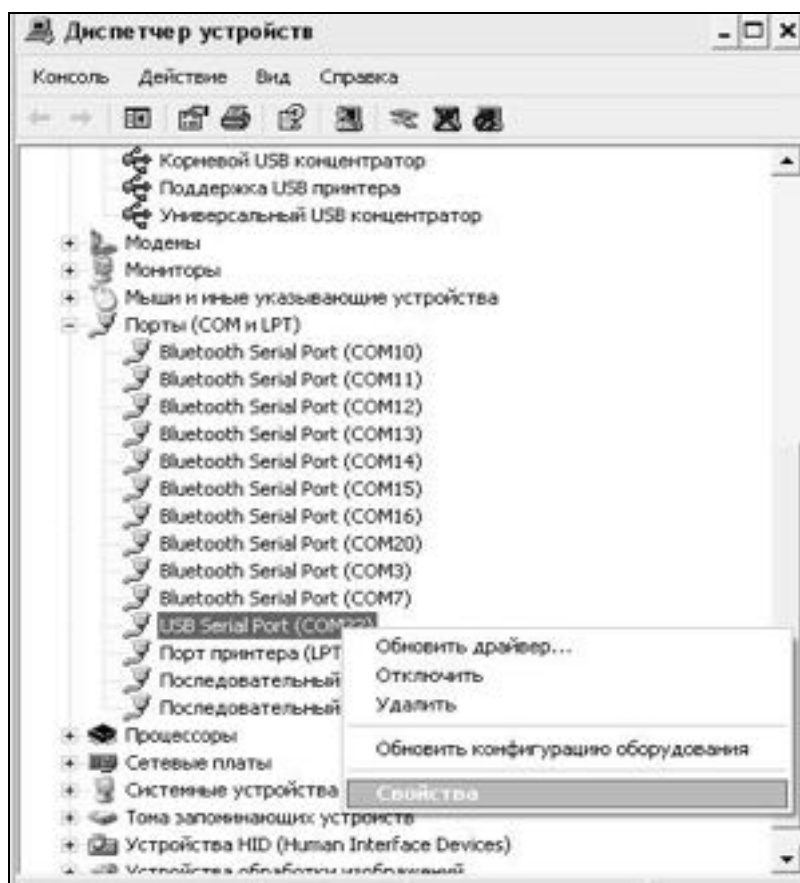 Диспетчер устройств
Консоль Действие Вид Справка
Корневой USB концентратор
Поддержка USB принтера
Универсальный USB концентратор
Модемы
Мониторы
Мыши и иные указывающие устройства
Порты (COM и LPT)
Bluetooth Serial Port (COM10)
Bluetooth Serial Port (COM11)
Bluetooth Serial Port (COM12)
Bluetooth Serial Port (COM13)
Bluetooth Serial Port (COM14)
Bluetooth Serial Port (COM15)
Bluetooth Serial Port (COM16)
Bluetooth Serial Port (COM20)
Bluetooth Serial Port (COM3)
Bluetooth Serial Port (COM7)
USB Serial Port
Обновить драйвер...
Порт принтера (LPT
Отключить
Последовательный
Удалить
Последовательный
Процессоры
Обновить конфигурацию оборудования
Сетевые платы
Системные устройства
Свойства
Тома запоминающих устройств
Устройства HID (Human Interface Devices)
Устройства обработки изображений